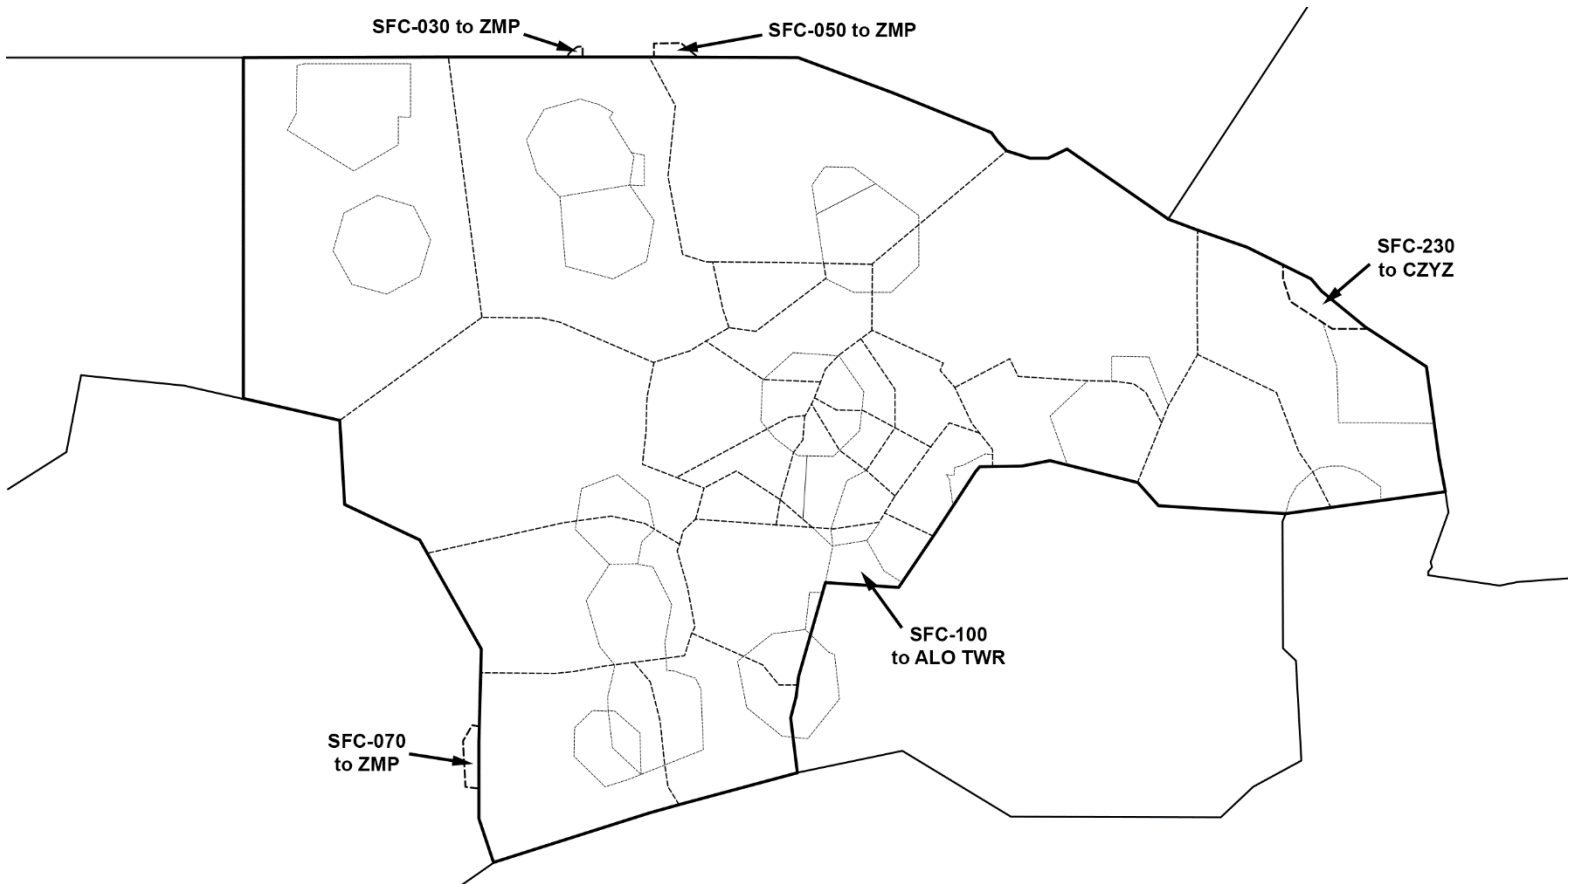 SFC-030 to ZMP
SFC-050 to ZMP
SFC-230
to CZYZ
SFC-100
to ALO TWR
SFC-070
to ZMP